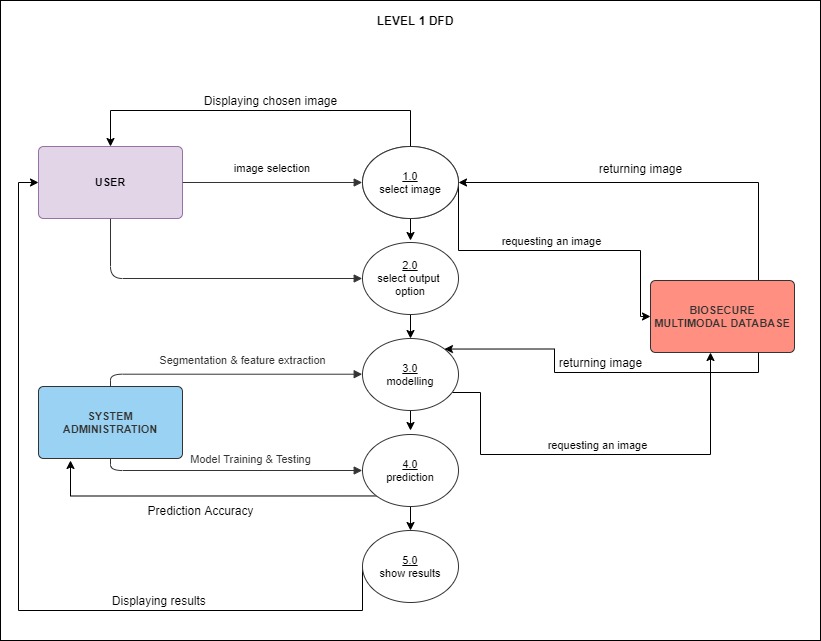 LEVEL 1 DFD
Displaying chosen image
USER
image selection
1.0
select image
returning image
requesting an image
2.0
select output
option
BIOSECURE
MULTIMODAL DATABASE
Segmentation & feature extraction
3.0
modelling
returning image
SYSTEM
ADMINISTRATION
requesting an image
Model Training & Testing
4.0
prediction
Prediction Accuracy
5.0
show results
Displaying results